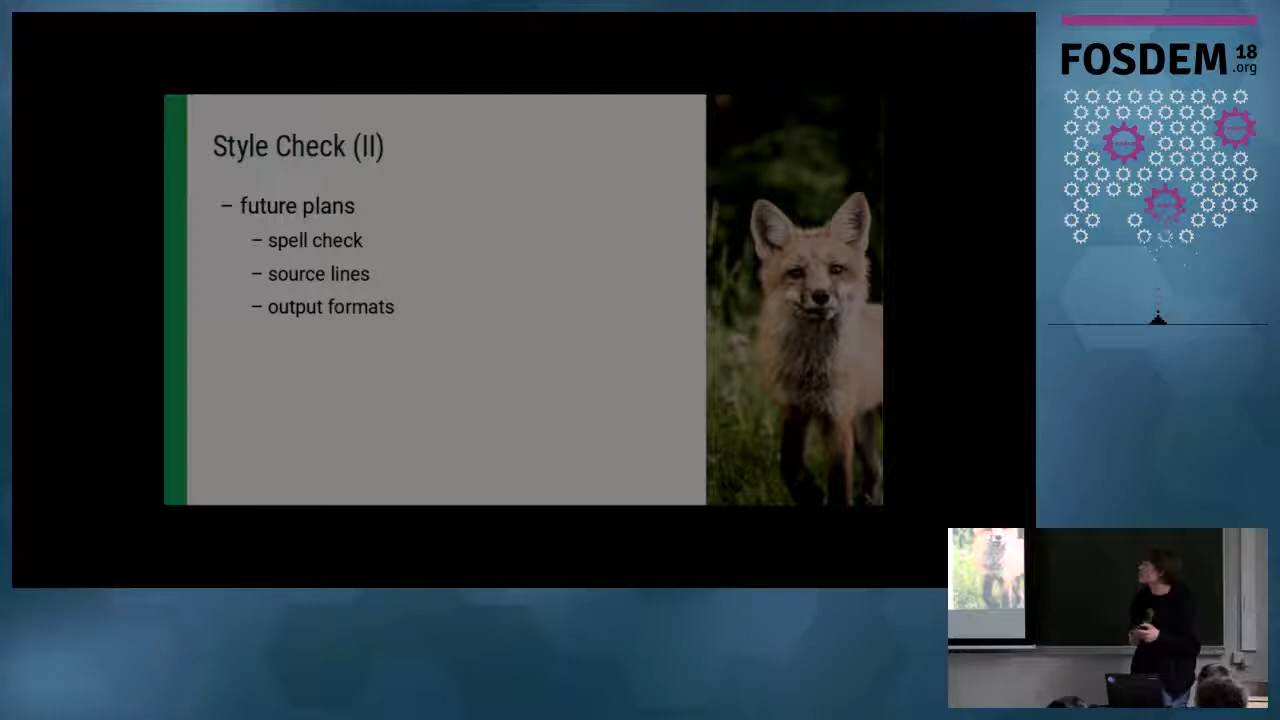 Style Check (II)
– future plans
– spell check
– source lines
– output formats
FOSDEM 18
.org